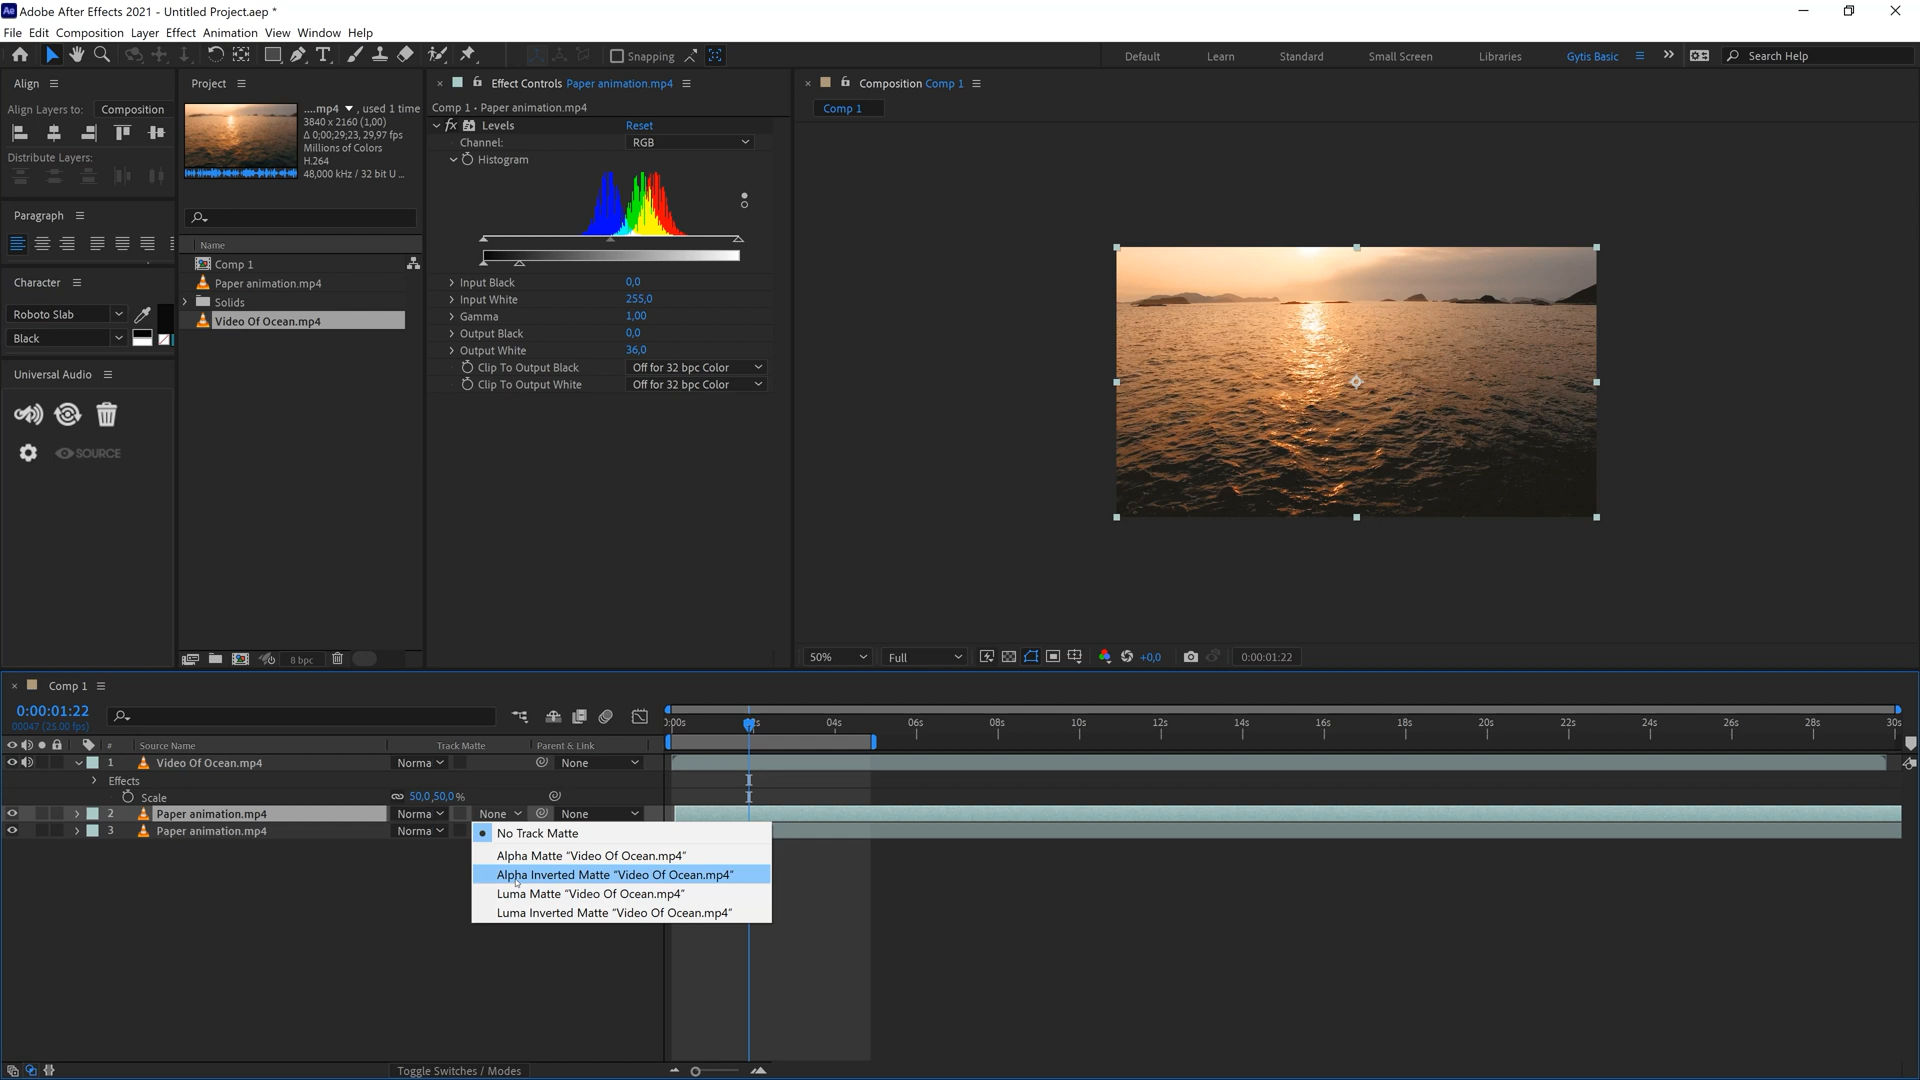 Adobe After Effects 2021 - Untitled Project.aep *
File Edit Composition Layer Effect Animation View Window Help
Snapping
Default Learn Standard Small Screen Libraries Gytis Basic
Search Help
Align
Align Layers to: Composition
Distribute Layers:
Paragraph
Character
Roboto Slab
Black
Universal Audio
SOURCE
Project
....mp4 ▼ , used 1 time
3840 x 2160 (1,00)
Δ 0;00;29;23, 29,97 fps
Millions of Colors
H.264
48,000 kHz / 32 bit U ...
Name
Comp 1
Paper animation.mp4
Solids
Video Of Ocean.mp4
8 bpc
Effect Controls Paper animation.mp4
Comp 1 • Paper animation.mp4
fx Levels Reset
Channel: RGB
Histogram
Input Black 0,0
Input White 255,0
Gamma 1,00
Output Black 0,0
Output White 36,0
Clip To Output Black Off for 32 bpc Color
Clip To Output White Off for 32 bpc Color
Composition Comp 1
Comp 1
50% Full +0,0 0:00:01:22
Comp 1
0:00:01:22
00047 (25.00 fps)
# Source Name Track Matte Parent & Link
1 Video Of Ocean.mp4 Norma None
Effects
Scale 50,0,50,0%
2 Paper animation.mp4 Norma None None
3 Paper animation.mp4 Norma
No Track Matte
Alpha Matte “Video Of Ocean.mp4”
Alpha Inverted Matte “Video Of Ocean.mp4”
Luma Matte “Video Of Ocean.mp4”
Luma Inverted Matte “Video Of Ocean.mp4”
04s 06s 08s 10s 12s 14s 16s 18s 20s 22s 24s 26s 28s 30s
Toggle Switches / Modes